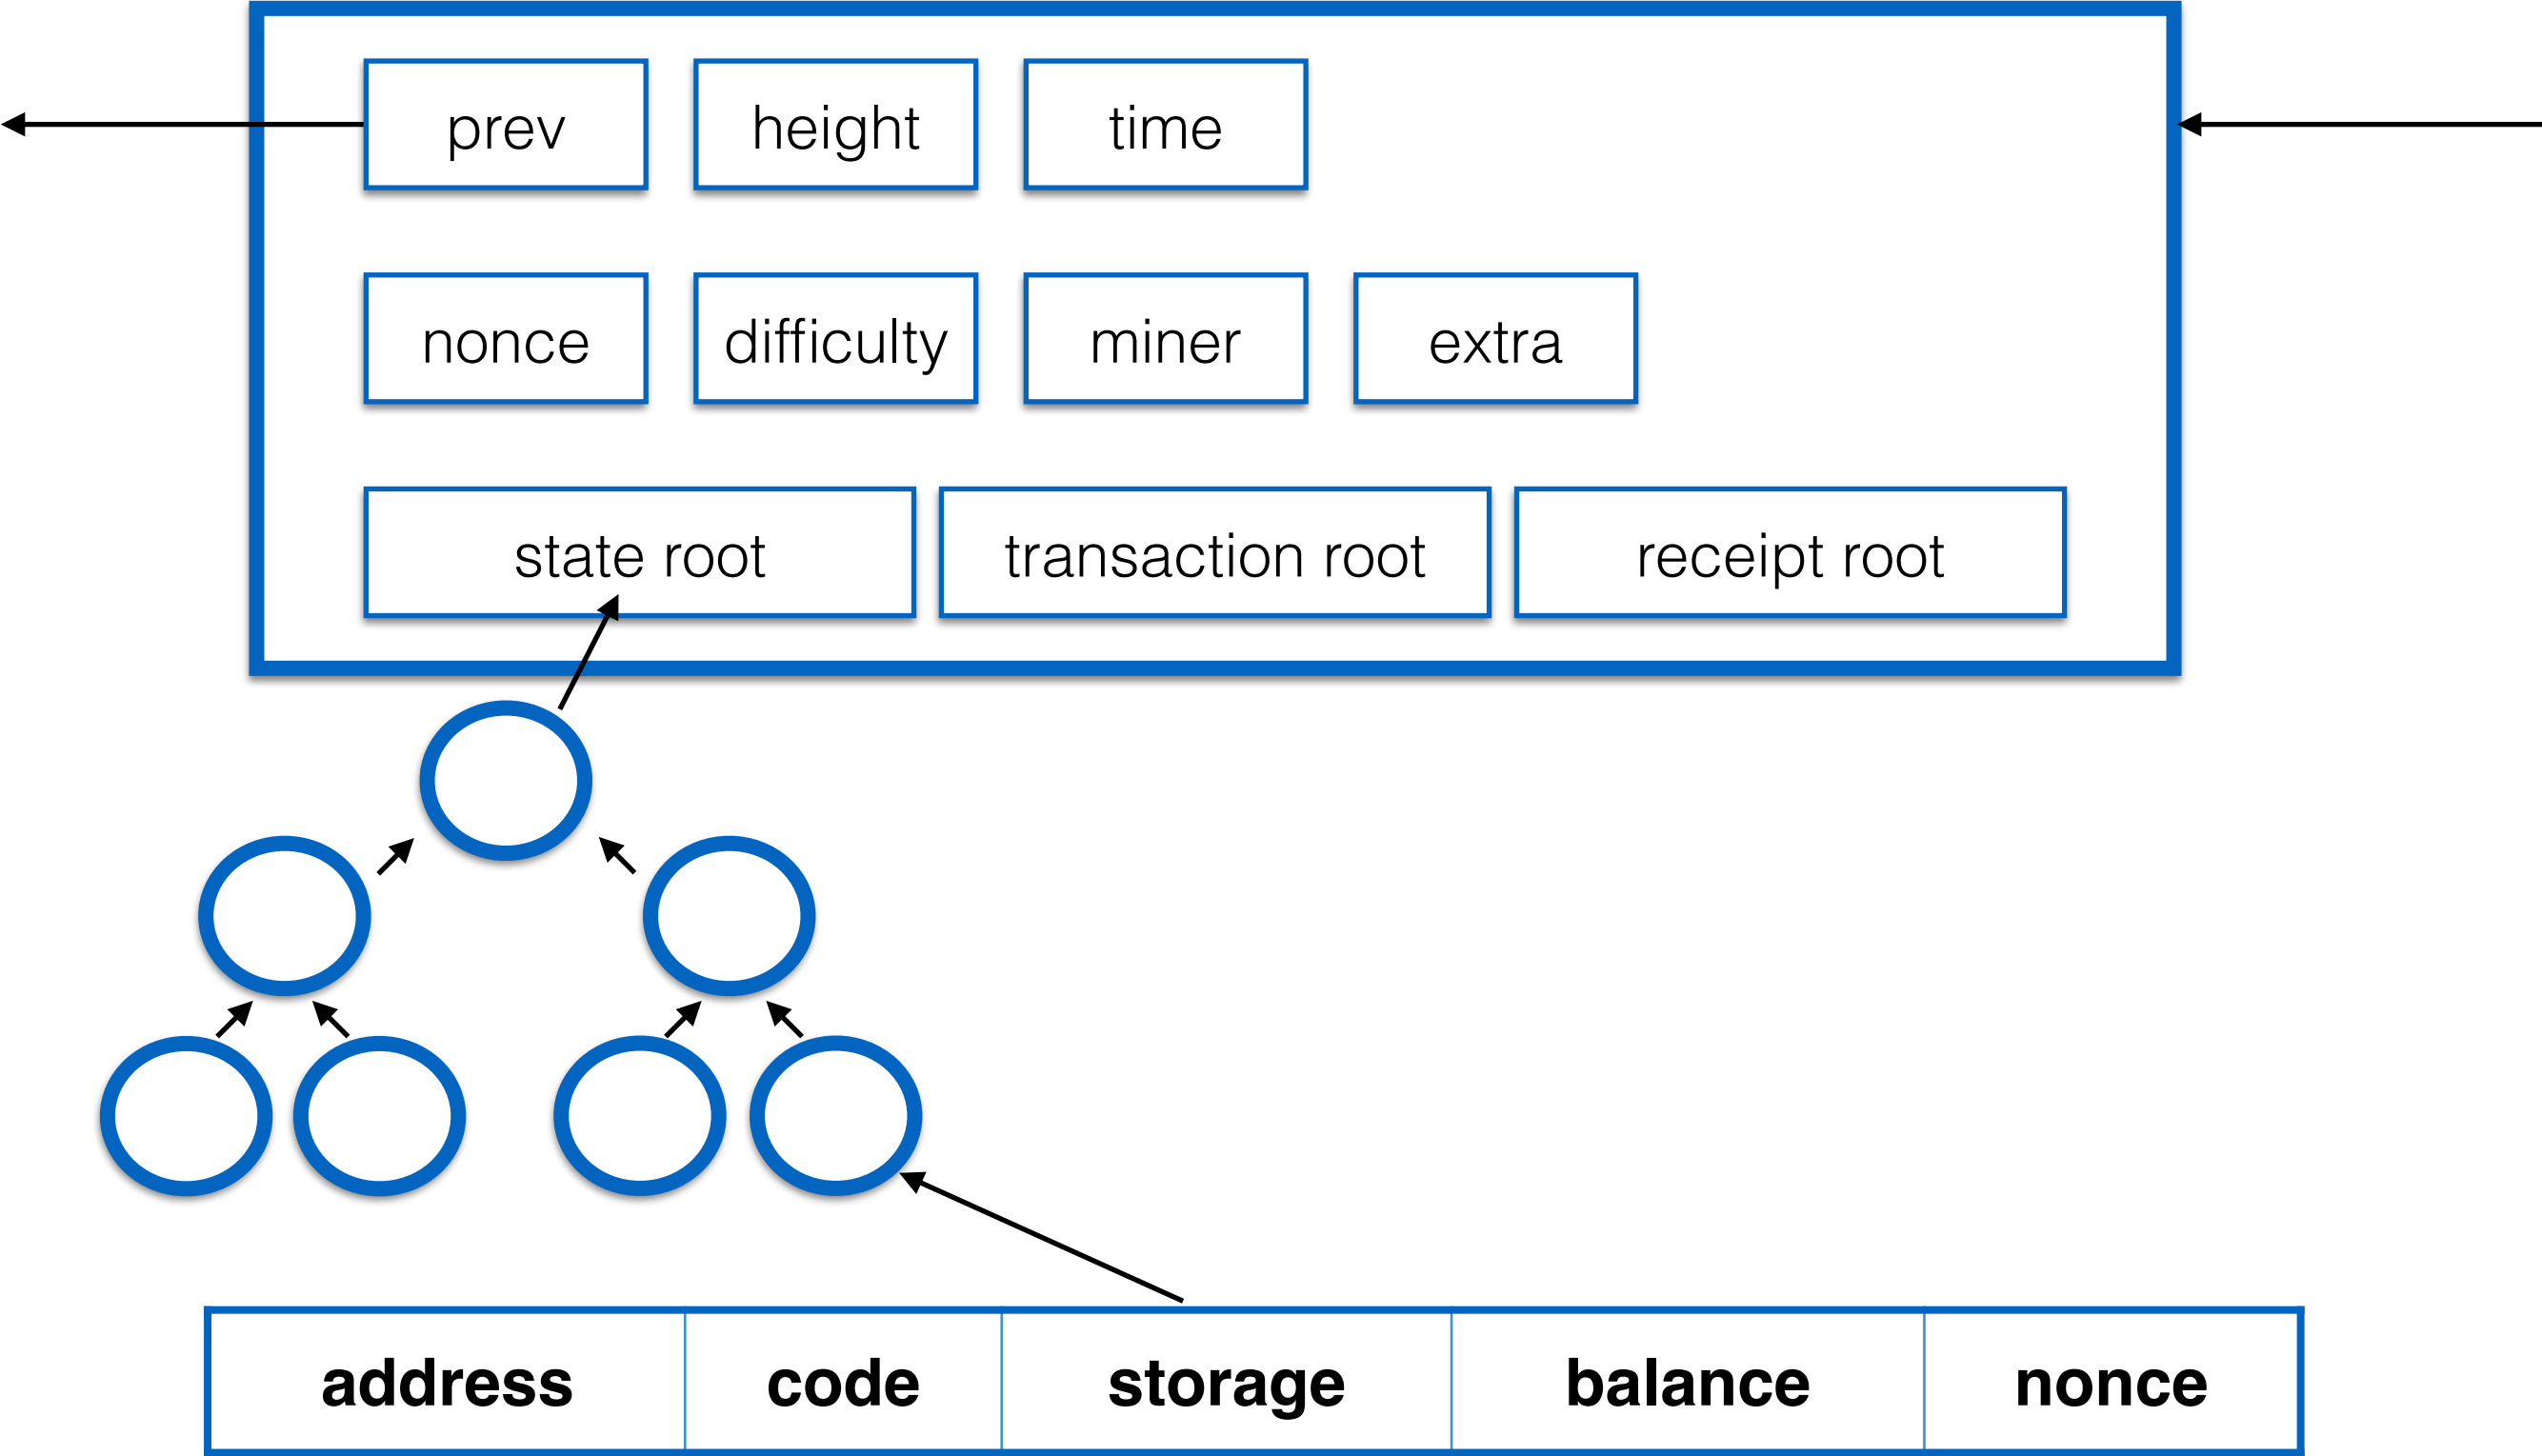 prev height time
nonce difficulty miner extra
state root transaction root receipt root
address code storage balance nonce